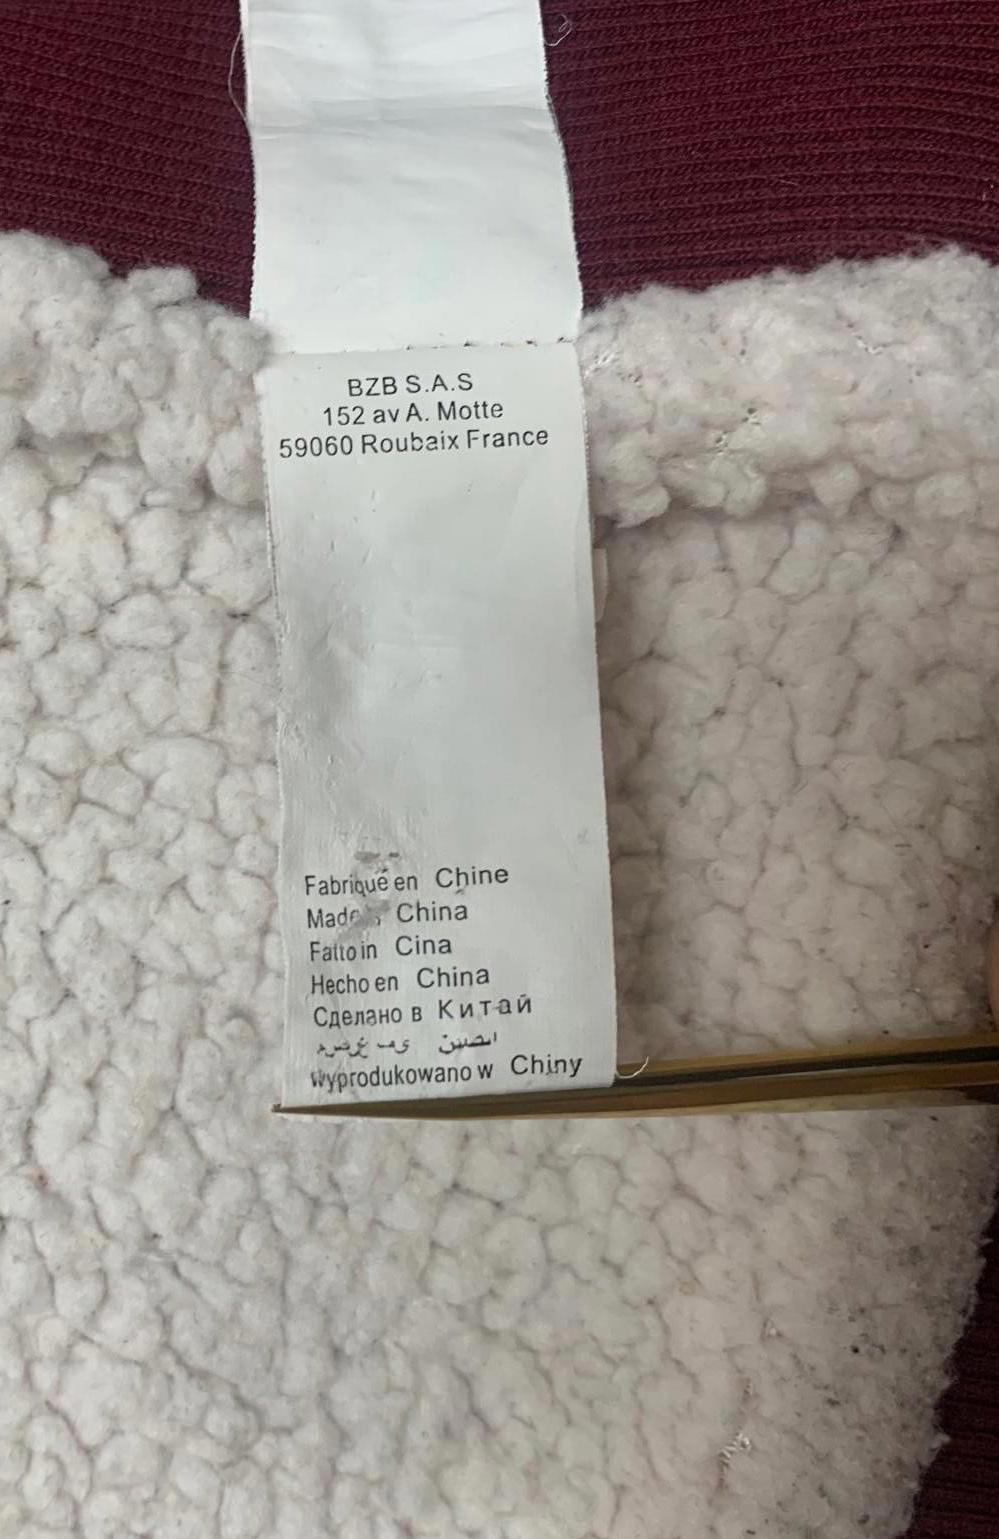 BZB S.A.S
152 av A. Motte
59060 Roubaix France
Fabriqué en Chine
Made China
Fatto in Cina
Hecho en China
Сделано в Китай
wyprodukowano w Chiny